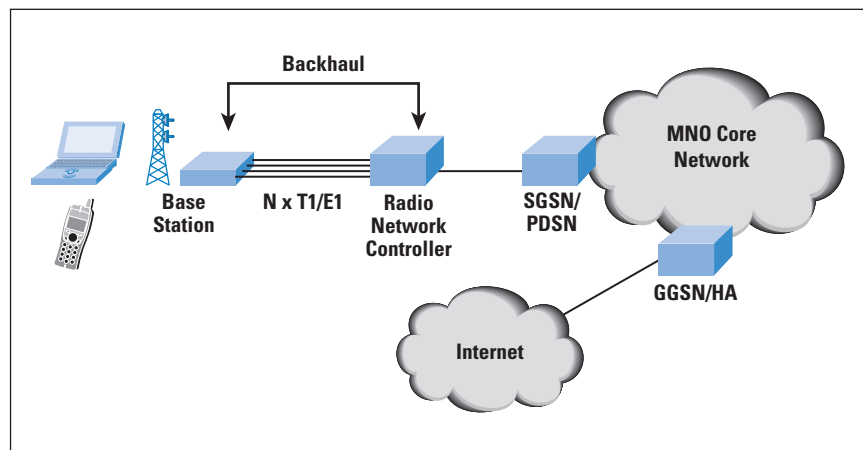 Backhaul
MNO Core
Network
Base
Station
N x T1/E1
Radio
Network
Controller
SGSN/
PDSN
GGSN/HA
Internet